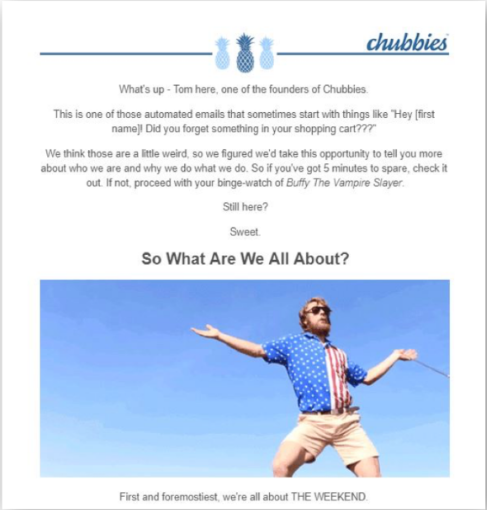 chubbies
What's up - Tom here, one of the founders of Chubbies.
This is one of those automated emails that sometimes start with things like "Hey [first
name]! Did you forget something in your shopping cart???"
We think those are a little weird, so we figured we'd take this opportunity to tell you more
about who we are and why we do what we do. So if you've got 5 minutes to spare, check it
out. If not, proceed with your binge-watch of Buffy The Vampire Slayer.
Still here?
Sweet.
So What Are We All About?
First and foremostiest, we're all about THE WEEKEND.